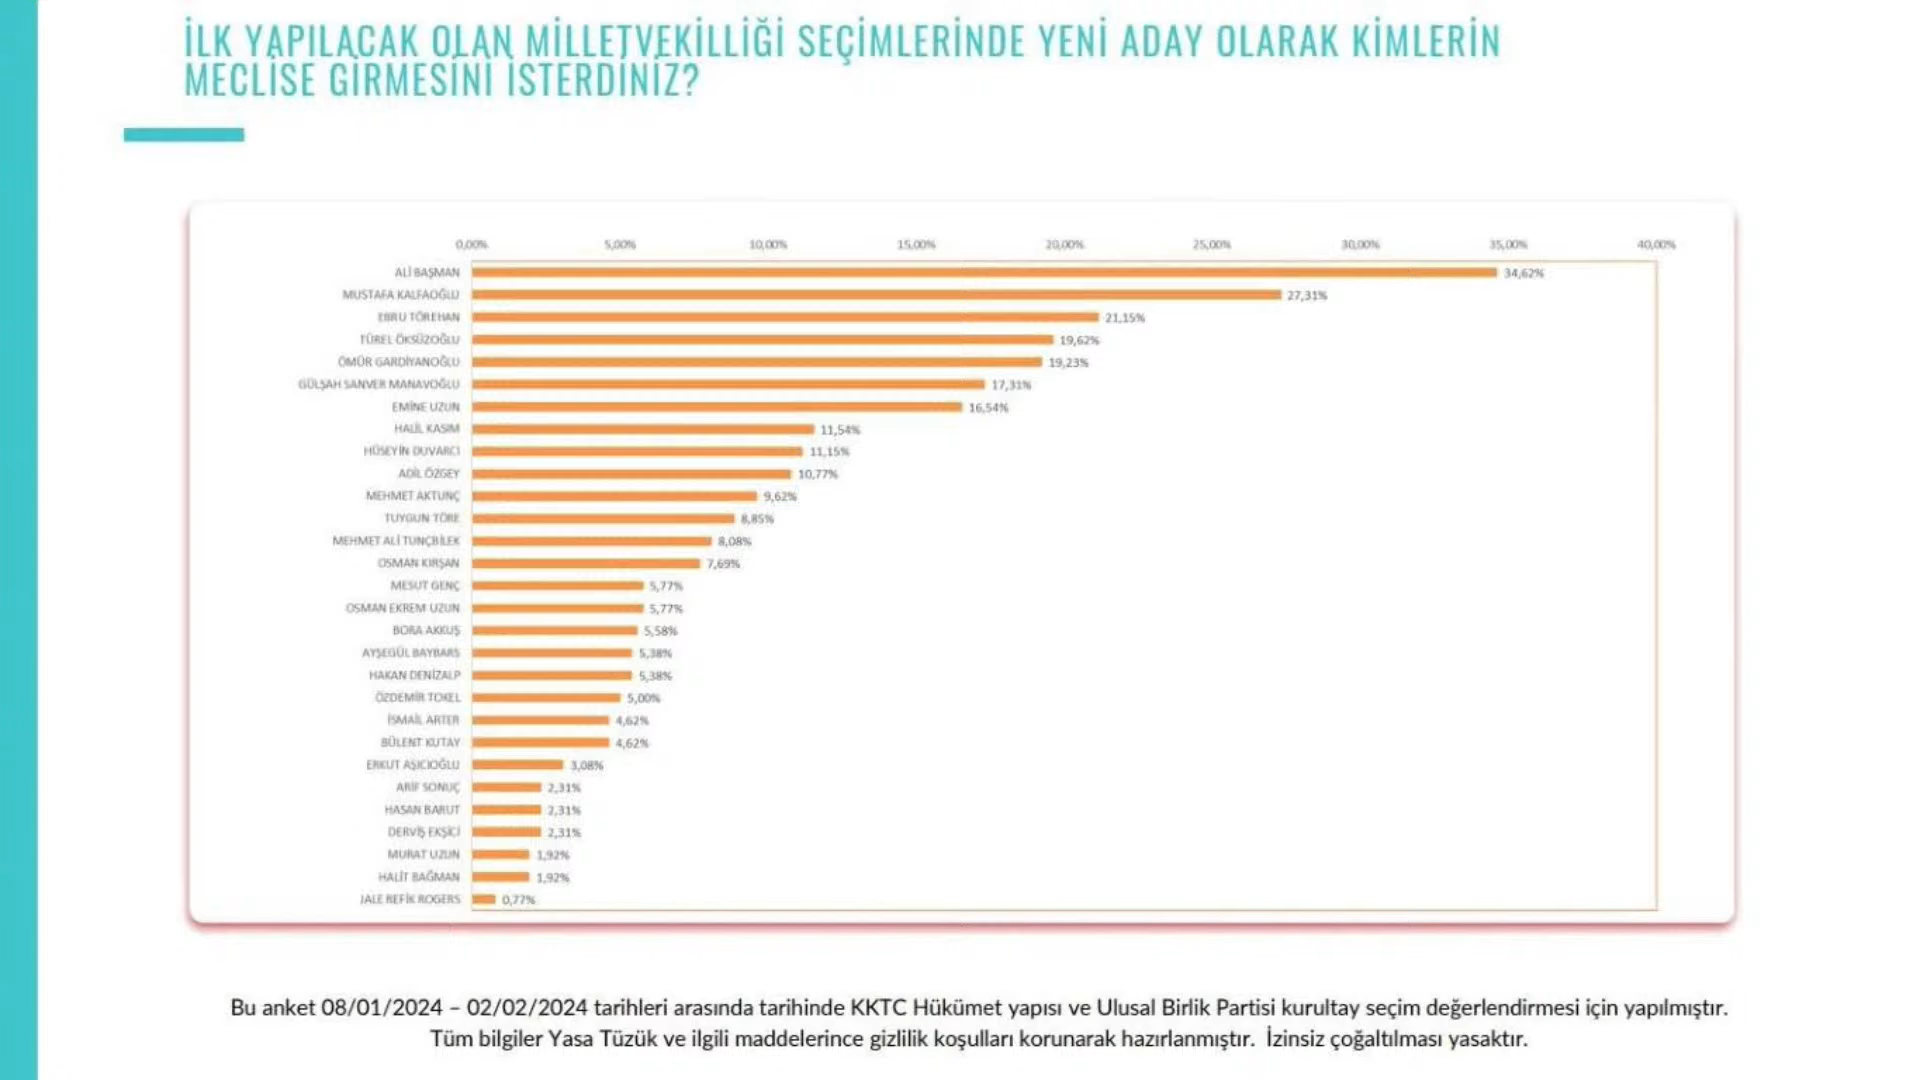 İLK YAPILACAK OLAN MİLLETVEKİLLİĞİ SEÇİMLERİNDE YENİ ADAY OLARAK KİMLERİN
MECLİSE GİRMESİNİ İSTERDİNİZ?
0,00% 5,00% 10,00% 15,00% 20,00% 25,00% 30,00% 35,00% 40,00%
ALİ BAŞMAN 34,62%
MUSTAFA KALFAOĞLU 27,31%
EBRU TÖREHAN 21,15%
TÜREL ÖKSÜZOĞLU 19,62%
ÖMÜR GARDİYANOĞLU 19,23%
GÜLŞAH SANVER MANAVOĞLU 17,31%
EMİNE UZUN 16,54%
HALİL KASIM 11,54%
HÜSEYİN DUVARCI 11,15%
ADİL ÖZGEY 10,77%
MEHMET AKTUNÇ 9,62%
TUYGUN TÖRE 8,85%
MEHMET ALİ TUNÇBİLEK 8,08%
OSMAN KIRŞAN 7,69%
MESUT GENÇ 5,77%
OSMAN EKREM UZUN 5,77%
BORA AKKUŞ 5,58%
AYŞEGÜL BAYBARS 5,38%
HAKAN DENİZALP 5,38%
ÖZDEMİR TOKEL 5,00%
İSMAİL ARTER 4,62%
BÜLENT KUTAY 4,62%
ERKUT AŞICIOĞLU 3,08%
ARİF SONUÇ 2,31%
HASAN BARUT 2,31%
DERVİŞ EKŞİCİ 2,31%
MURAT UZUN 1,92%
HALİT BAĞMAN 1,92%
JALE REFİK ROGERS 0,77%
Bu anket 08/01/2024 – 02/02/2024 tarihleri arasında tarihinde KKTC Hükümet yapısı ve Ulusal Birlik Partisi kurultay seçim değerlendirmesi için yapılmıştır.
Tüm bilgiler Yasa Tüzük ve ilgili maddelerince gizlilik koşulları korunarak hazırlanmıştır. İzinsiz çoğaltılması yasaktır.